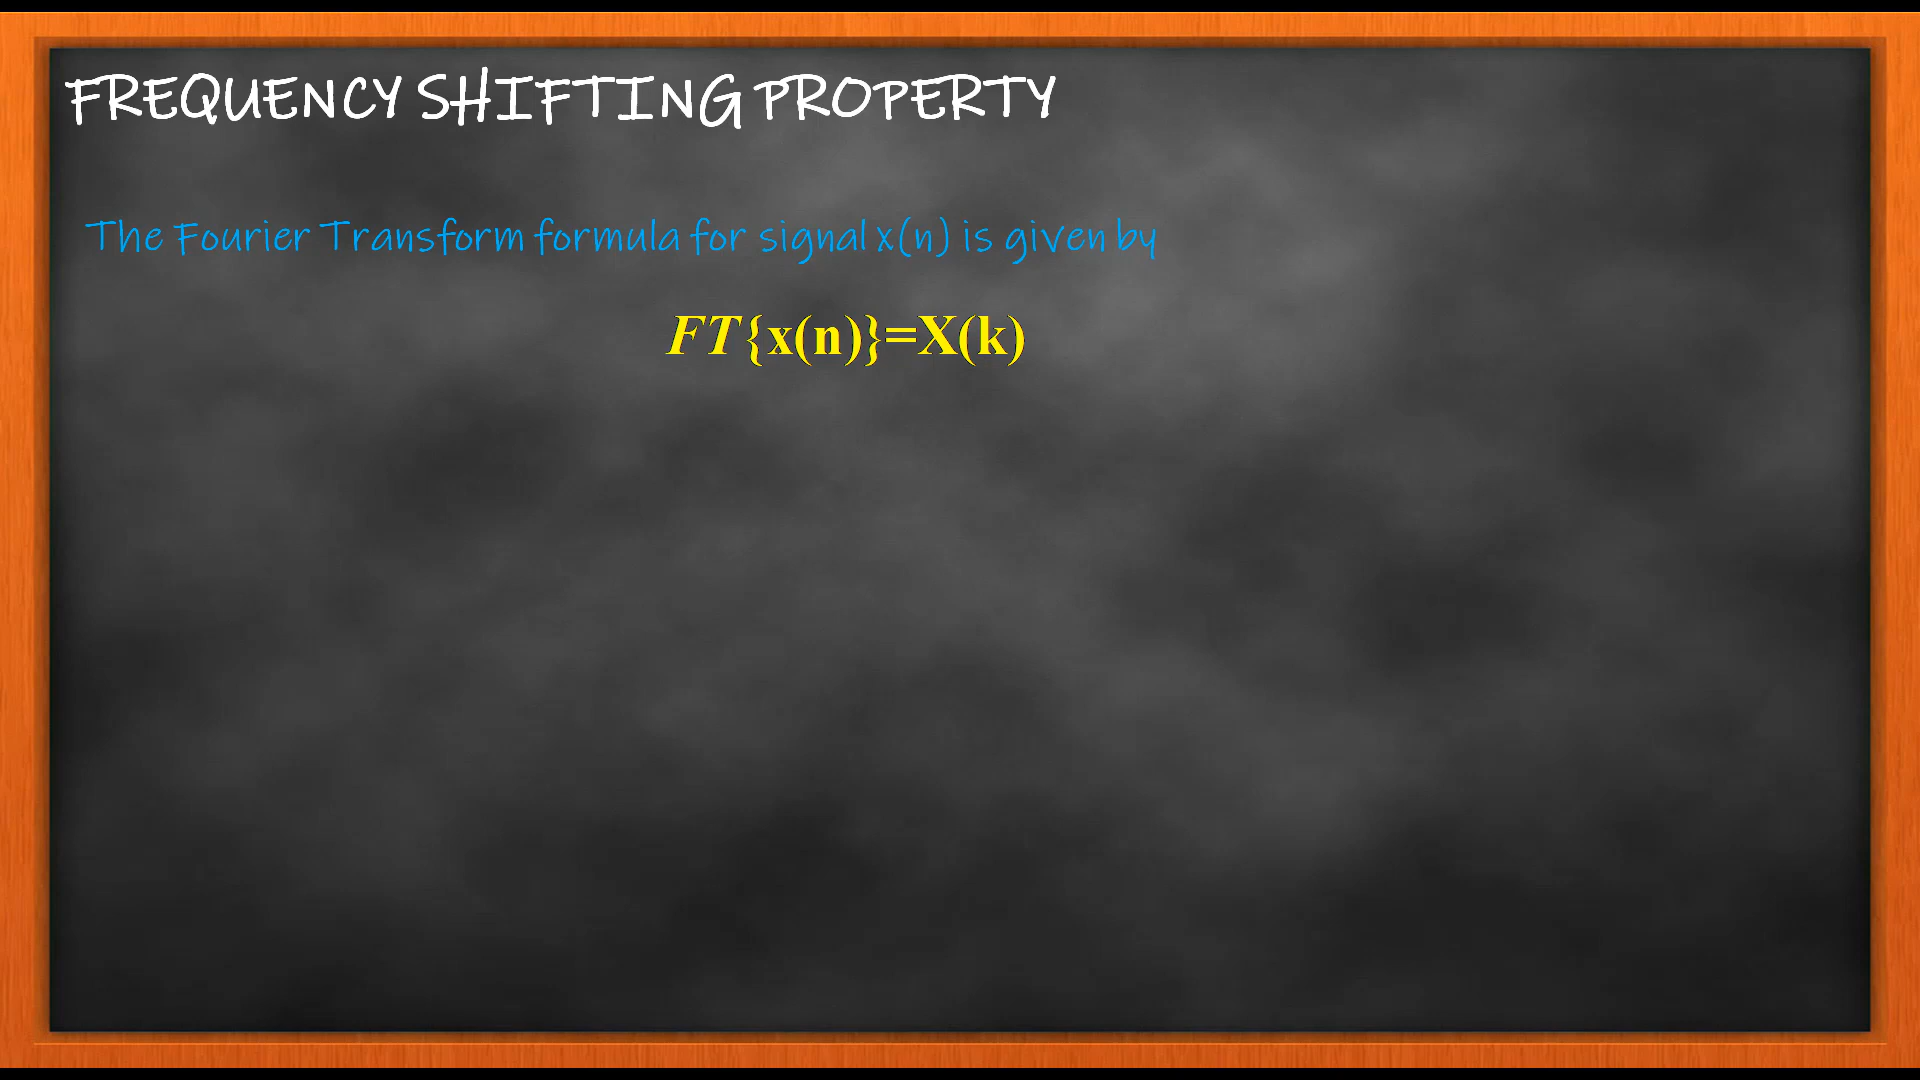 FREQUENCY SHIFTING PROPERTY
The Fourier Transform formula for signal x(n) is given by
FT{x(n)}=X(k)